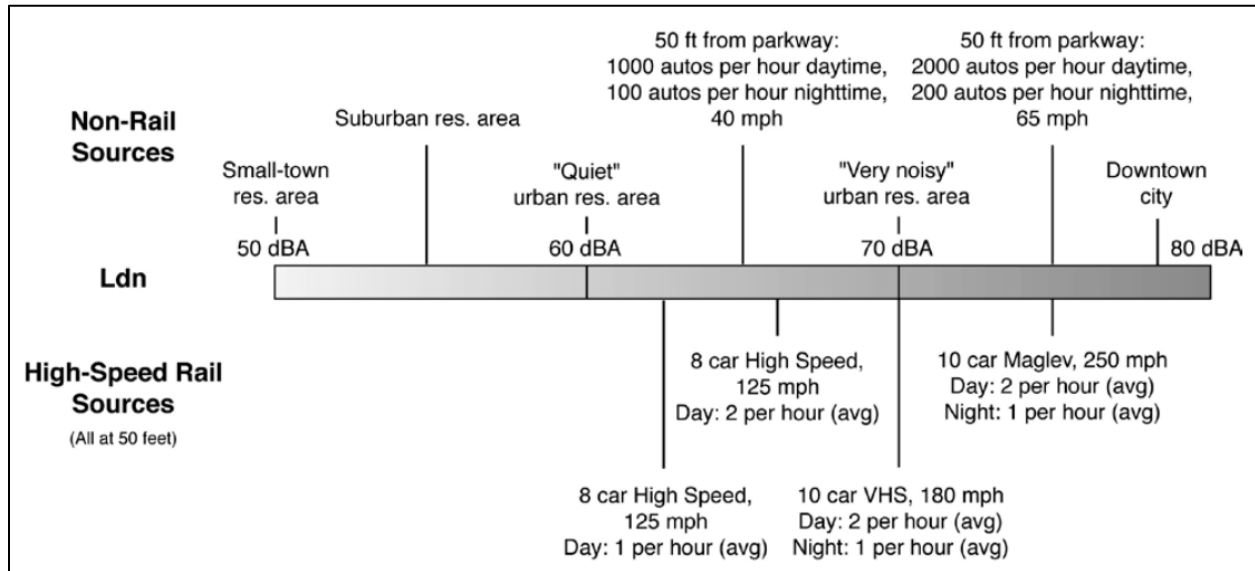 50 ft from parkway:
1000 autos per hour daytime,
100 autos per hour nighttime,
40 mph
50 ft from parkway:
2000 autos per hour daytime,
200 autos per hour nighttime,
65 mph
Non-Rail
Sources
Suburban res. area
Small-town
res. area
"Quiet"
urban res. area
"Very noisy"
urban res. area
Downtown
city
50 dBA
60 dBA
70 dBA
80 dBA
Ldn
High-Speed Rail
Sources
(All at 50 feet)
8 car High Speed,
125 mph
Day: 2 per hour (avg)
10 car Maglev, 250 mph
Day: 2 per hour (avg)
Night: 1 per hour (avg)
8 car High Speed,
125 mph
Day: 1 per hour (avg)
10 car VHS, 180 mph
Day: 2 per hour (avg)
Night: 1 per hour (avg)